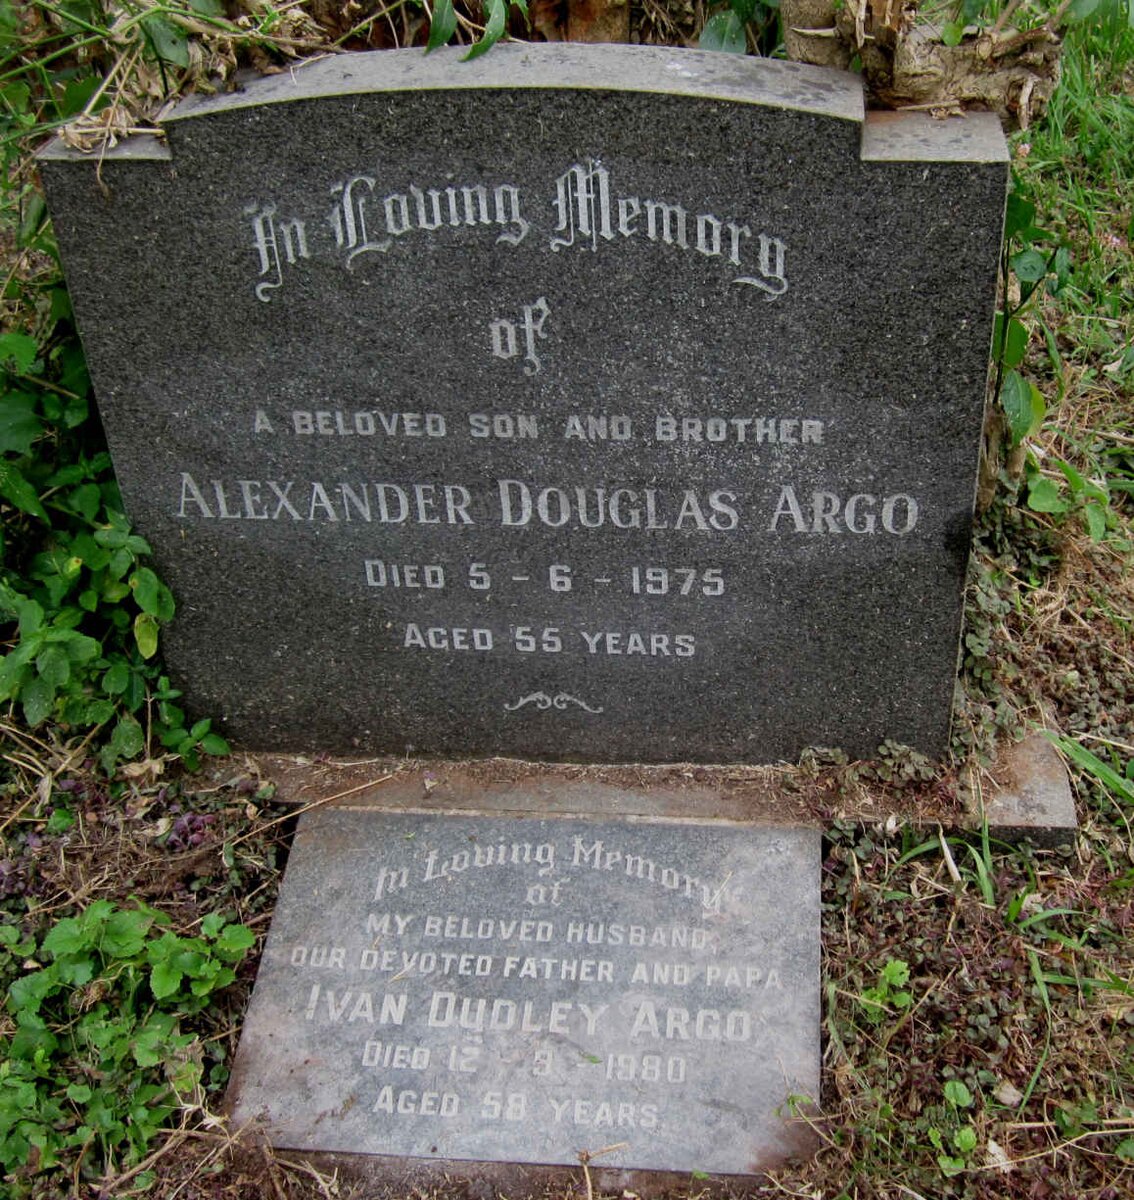 In Loving Memory
of
A BELOVED SON AND BROTHER
ALEXANDER DOUGLAS ARGO
DIED 5 - 6 - 1975
AGED 55 YEARS
In Loving Memory
of
MY BELOVED HUSBAND,
OUR DEVOTED FATHER AND PAPA
IVAN DUDLEY ARGO
DIED 12 - 9 - 1980
AGED 58 YEARS